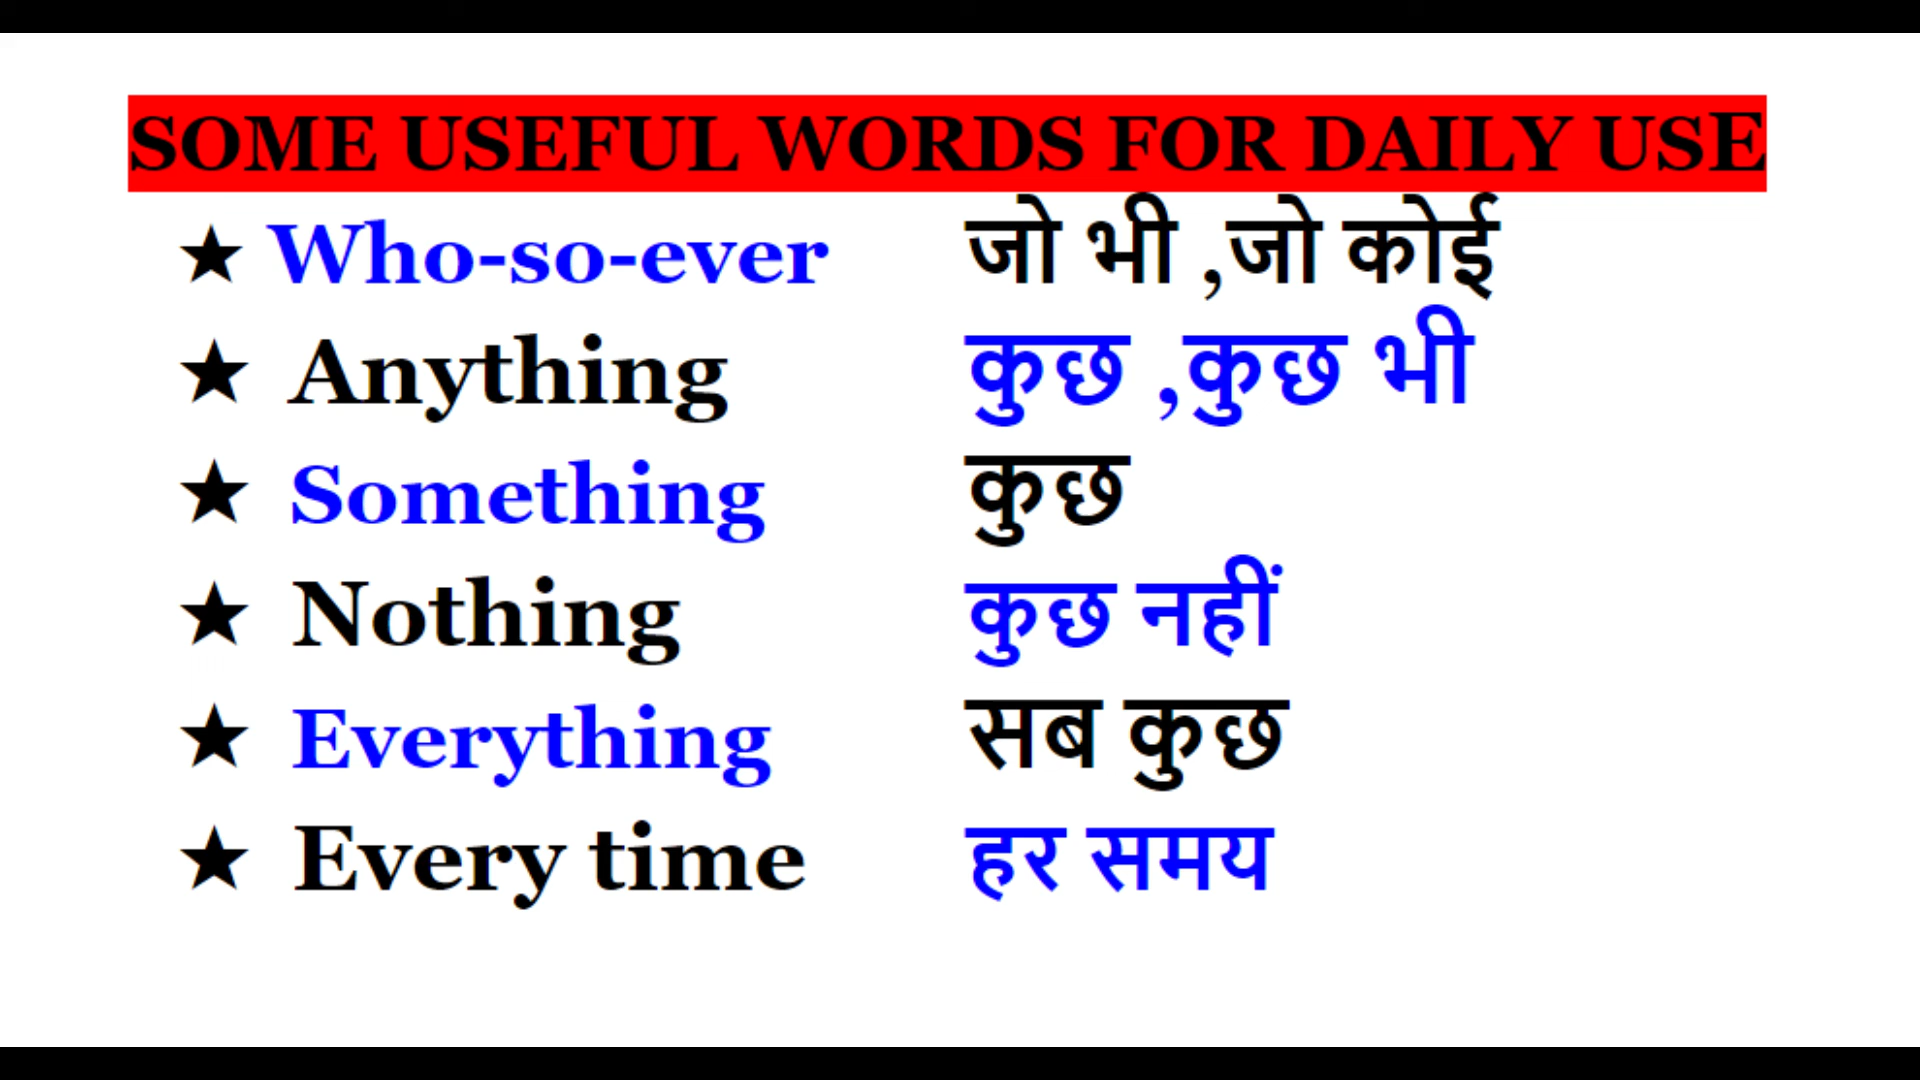 SOME USEFUL WORDS FOR DAILY USE
★ Who-so-ever जो भी ,जो कोई
★ Anything कुछ ,कुछ भी
★ Something कुछ
★ Nothing कुछ नहीं
★ Everything सब कुछ
★ Every time हर समय